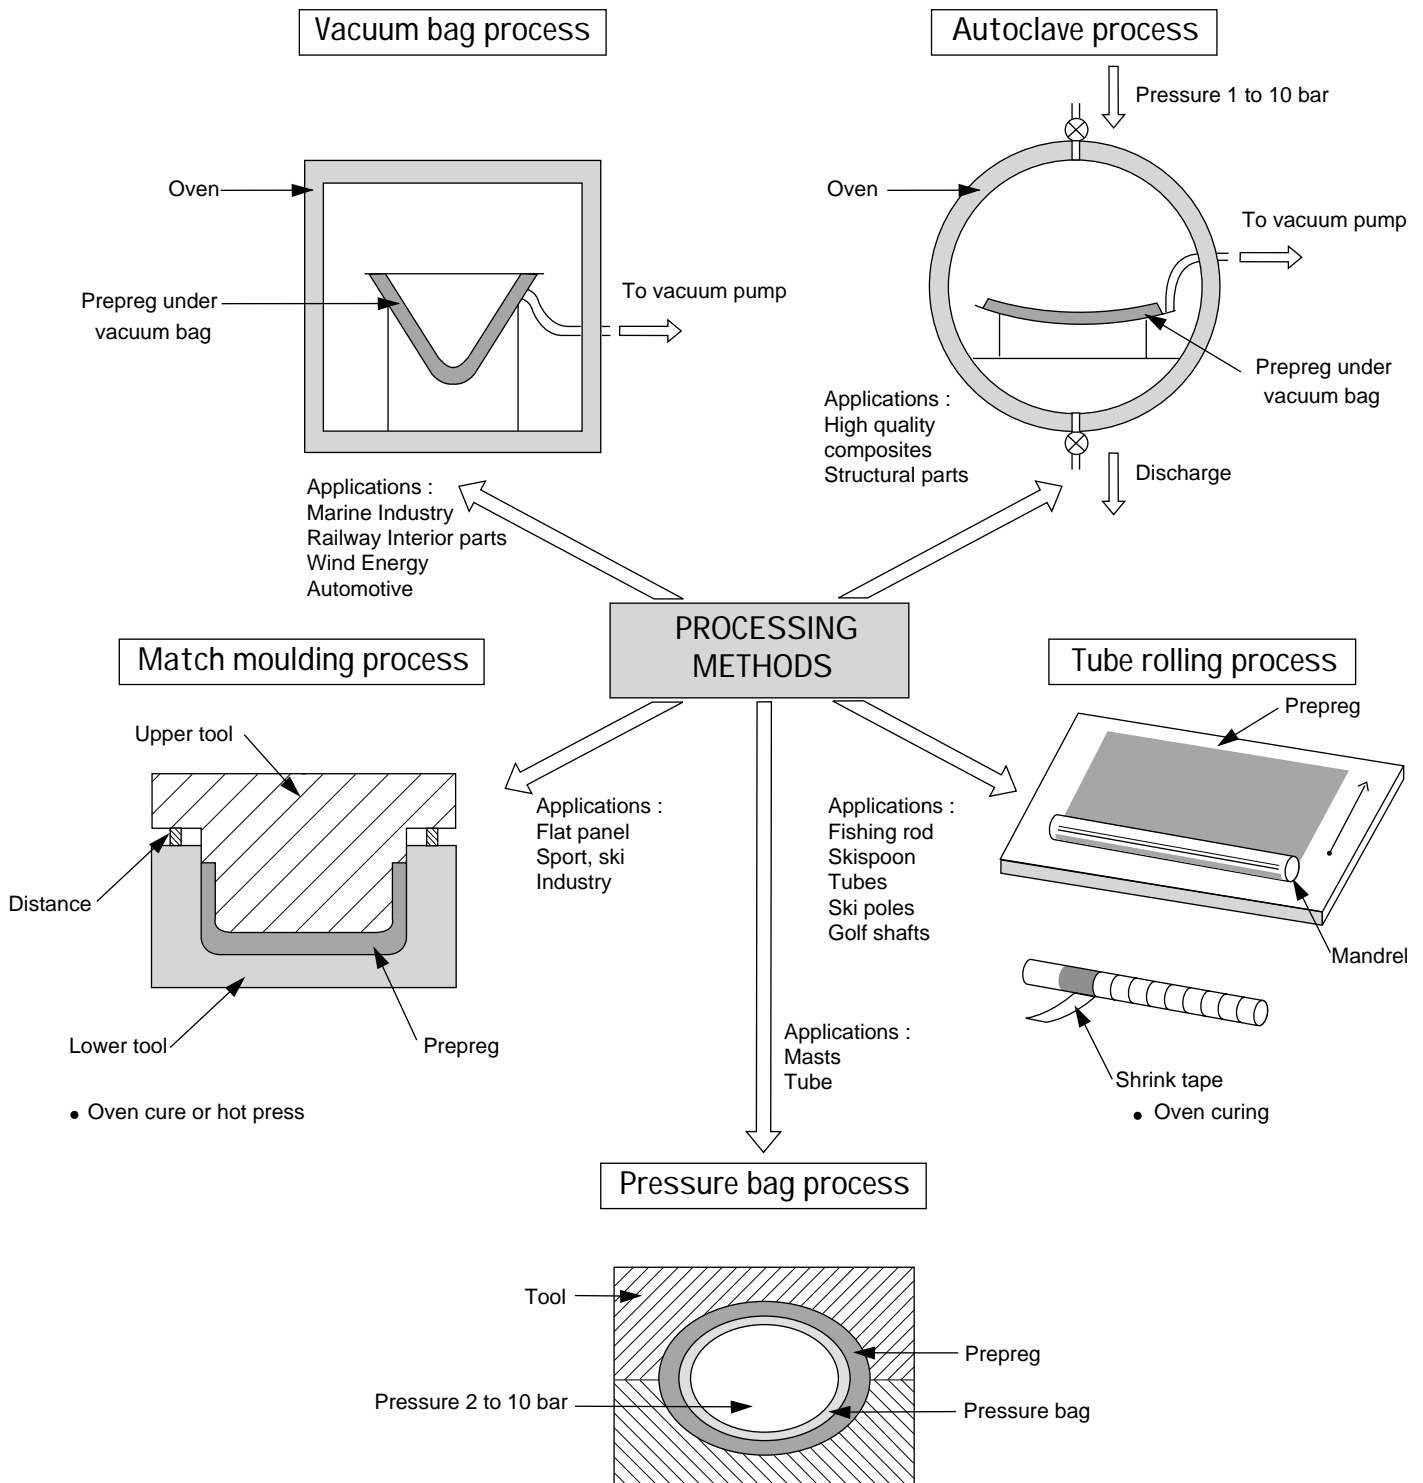 Vacuum bag process
Oven
Prepreg under
vacuum bag
To vacuum pump
Applications :
Marine Industry
Railway Interior parts
Wind Energy
Automotive
Autoclave process
Pressure 1 to 10 bar
Oven
To vacuum pump
Prepreg under
vacuum bag
Applications :
High quality
composites
Structural parts
Discharge
PROCESSING
METHODS
Match moulding process
Upper tool
Distance
Lower tool
Prepreg
• Oven cure or hot press
Applications :
Flat panel
Sport, ski
Industry
Tube rolling process
Prepreg
Applications :
Fishing rod
Skispoon
Tubes
Ski poles
Golf shafts
Mandrel
Shrink tape
• Oven curing
Applications :
Masts
Tube
Pressure bag process
Tool
Prepreg
Pressure 2 to 10 bar
Pressure bag